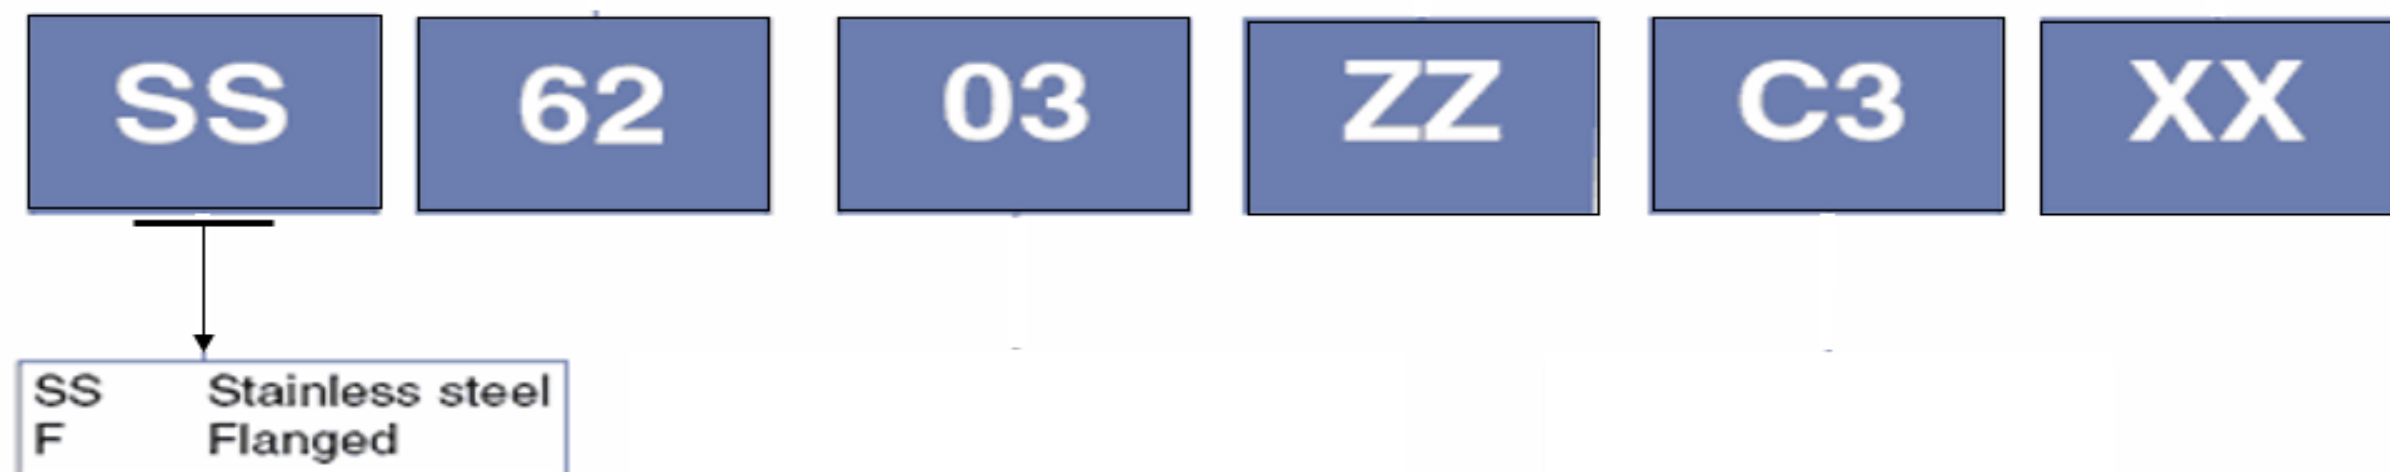 SS 62 03 ZZ C3 XX
SS Stainless steel
F Flanged